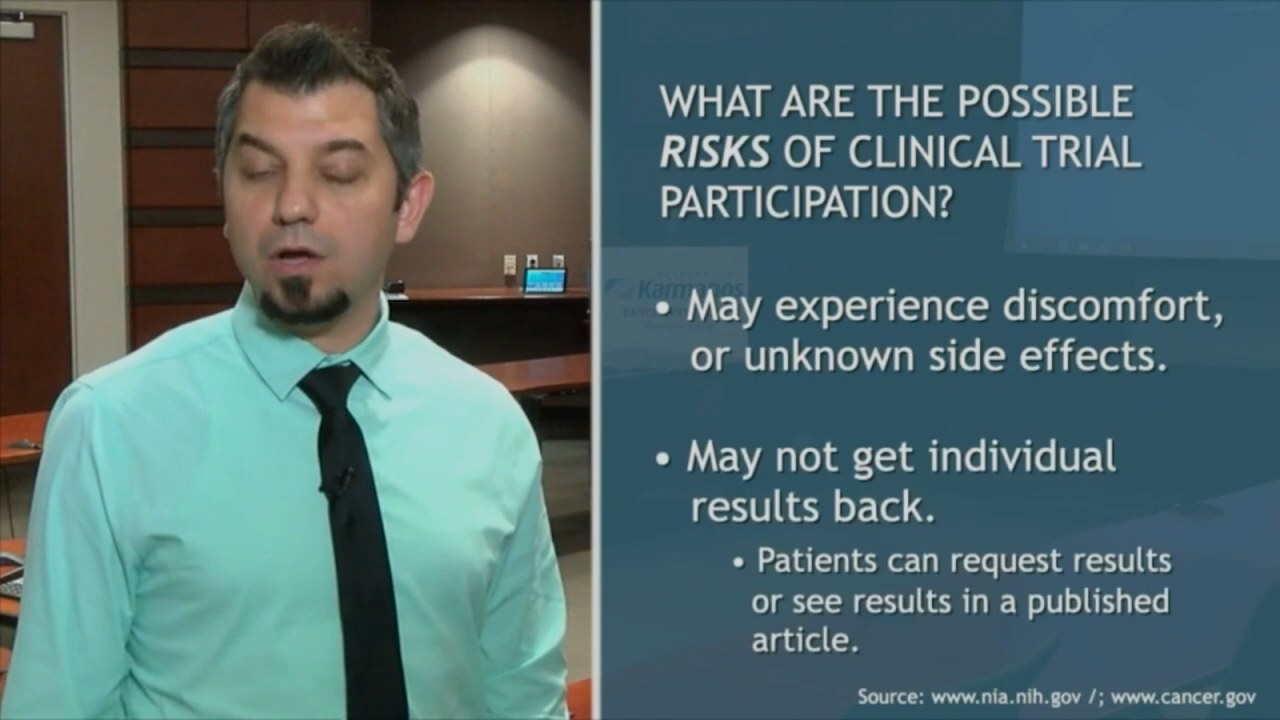 WHAT ARE THE POSSIBLE
RISKS OF CLINICAL TRIAL
PARTICIPATION?
Karmanos
• May experience discomfort,
or unknown side effects.
• May not get individual
results back.
• Patients can request results
or see results in a published
article.
Source: www.nia.nih.gov /; www.cancer.gov